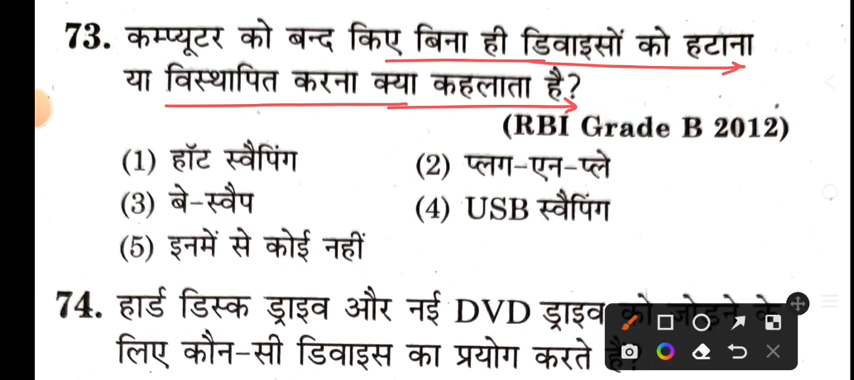 73. कम्प्यूटर को बन्द किए बिना ही डिवाइसों को हटाना
या विस्थापित करना क्या कहलाता है?
(RBI Grade B 2012)
(1) हॉट स्वैपिंग (2) प्लग-एन-प्ले
(3) बे-स्वैप (4) USB स्वैपिंग
(5) इनमें से कोई नहीं
74. हार्ड डिस्क ड्राइव और नई DVD ड्राइव को जोड़ने के
लिए कौन-सी डिवाइस का प्रयोग करते